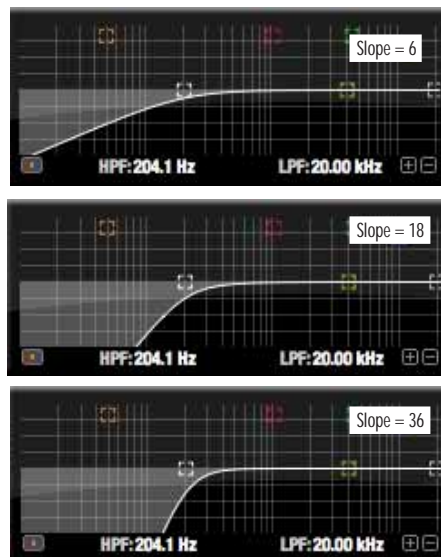 Slope = 6
HPF: 204.1 Hz LPF: 20.00 kHz
Slope = 18
HPF: 204.1 Hz LPF: 20.00 kHz
Slope = 36
HPF: 204.1 Hz LPF: 20.00 kHz